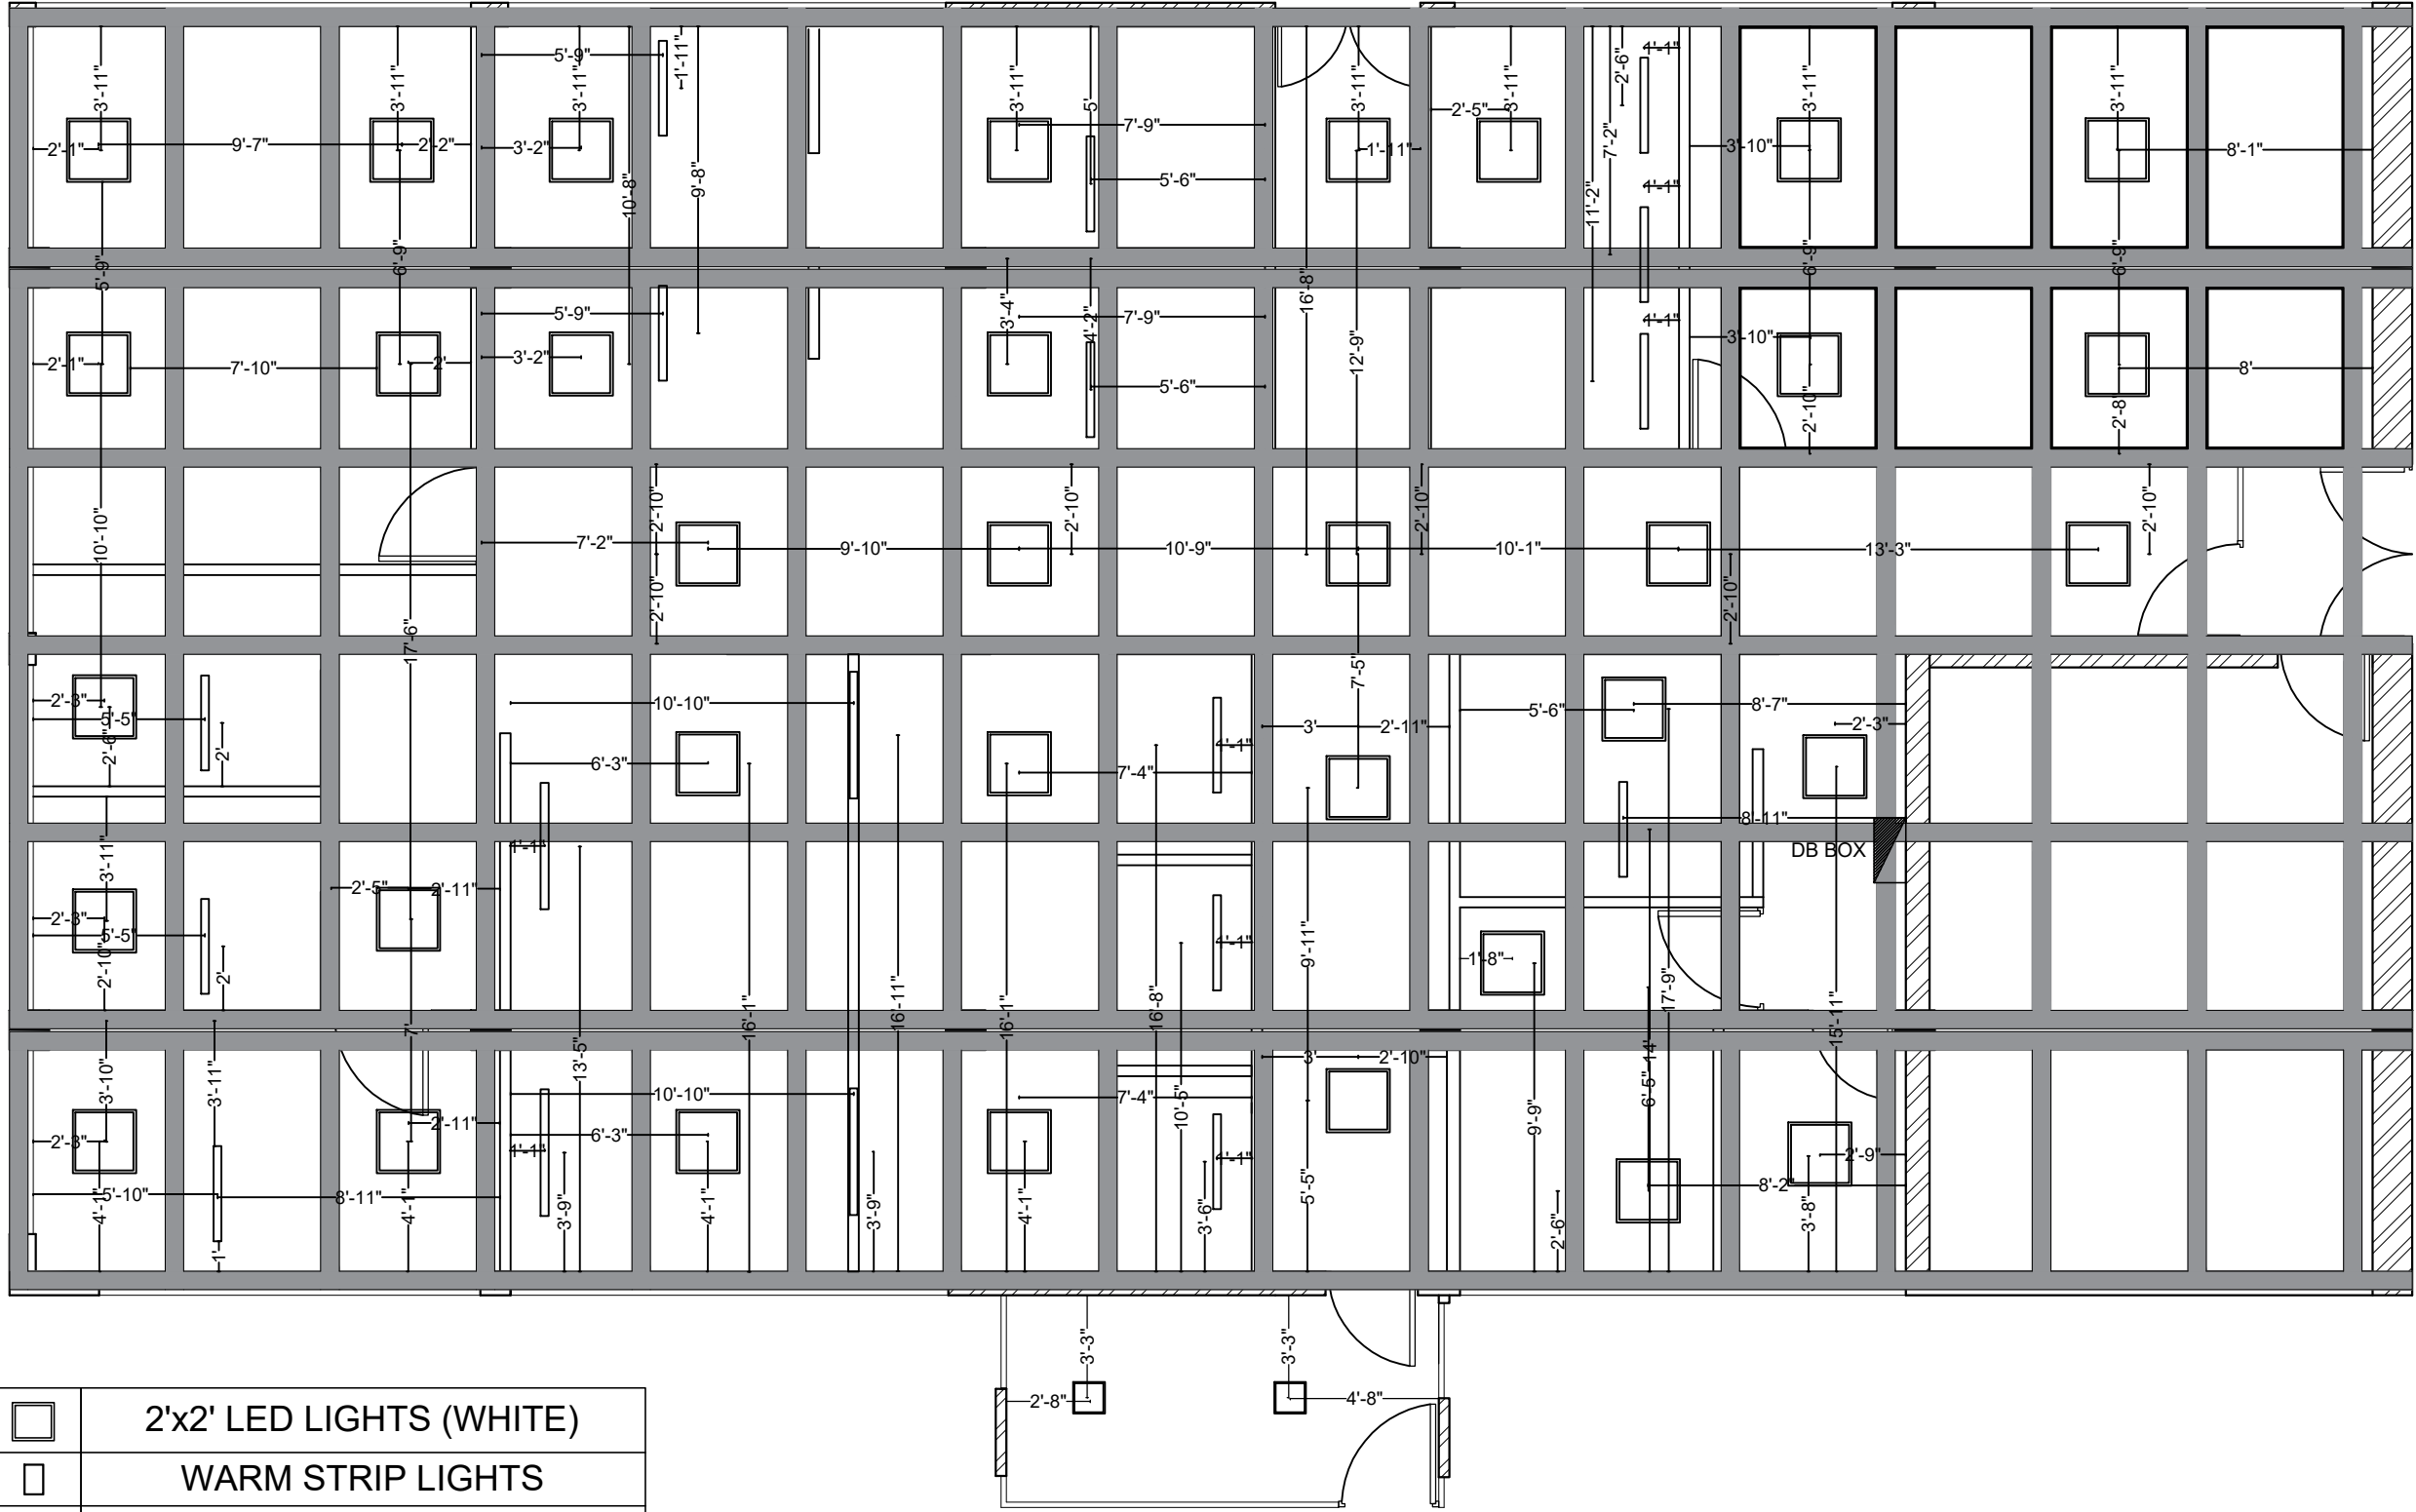 5'-9" 1'-11" 1'-1"
3'-11" 3'-11" 3'-11" 3'-11" 5' 3'-11" 3'-11" 2'-6" 3'-11" 3'-11"
2'-5"
7'-9" 7'-2"
2'-1" 9'-7" 2'-2" 3'-2" 1'-11" 3'-10" 8'-1"
10'-8" 9'-8" 5'-6" 11'-2" 1'-1"
5'-9" 6'-9" 16'-8" 6'-9" 6'-9"
5'-9" 3'-4" 4'-2" 7'-9" 1'-1"
3'-10"
2'-1" 7'-10" 2' 3'-2" 12'-9" 8'
5'-6"
2'-10" 2'-8"
10'-10" 2'-10" 2'-10" 2'-10" 2'-10"
7'-2" 9'-10" 10'-9" 10'-1" 13'-3"
2'-10" 2'-10"
17'-6" 7'-5"
2'-3" 10'-10" 5'-6" 8'-7"
5'-5" 3' 2'-11" 2'-3"
2'-6" 2' 1'-1"
6'-3" 7'-4"
8'-11"
3'-11" 1'-1" DB BOX
2'-5" 2'-11"
2'-3"
5'-5" 1'-1" 9'-11" 1'-8"
2'-10" 2'
16'-1" 16'-11" 16'-1" 16'-8" 17'-9" 15'-11"
7' 14'
3'-10" 3'-11" 13'-5" 3' 2'-10" 6'-5"
10'-10" 7'-4" 10'-5" 9'-9"
2'-3" 2'-11" 6'-3"
1'-1" 1'-1" 2'-9"
5'-10" 8'-11" 5'-5" 8'-2"
4'-1" 4'-1" 3'-9" 4'-1" 3'-9" 4'-1" 3'-6" 2'-6" 3'-8"
1'
3'-3" 3'-3"
2'-8" 4'-8"
2'x2' LED LIGHTS (WHITE)
WARM STRIP LIGHTS